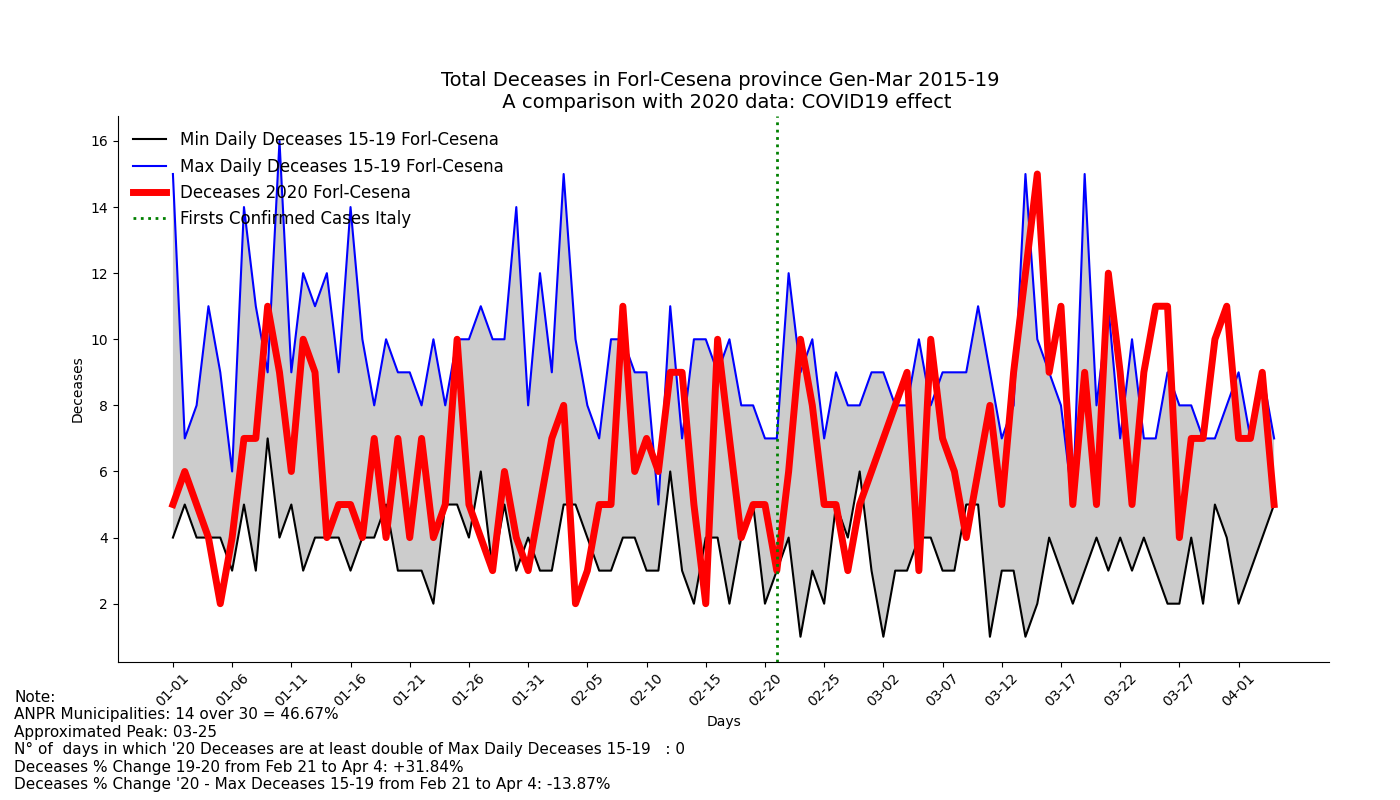 Total Deceases in Forl-Cesena province Gen-Mar 2015-19
A comparison with 2020 data: COVID19 effect
Min Daily Deceases 15-19 Forl-Cesena
Max Daily Deceases 15-19 Forl-Cesena
Deceases 2020 Forl-Cesena
Firsts Confirmed Cases Italy
Deceases
16
14
12
10
8
6
4
2
01-01
01-06
01-11
01-16
01-21
01-26
01-31
02-05
02-10
02-15
02-20
02-25
03-02
03-07
03-12
03-17
03-22
03-27
04-01
Days
Note:
ANPR Municipalities: 14 over 30 = 46.67%
Approximated Peak: 03-25
N° of  days in which '20 Deceases are at least double of Max Daily Deceases 15-19   : 0
Deceases % Change 19-20 from Feb 21 to Apr 4: +31.84%
Deceases % Change '20 - Max Deceases 15-19 from Feb 21 to Apr 4: -13.87%